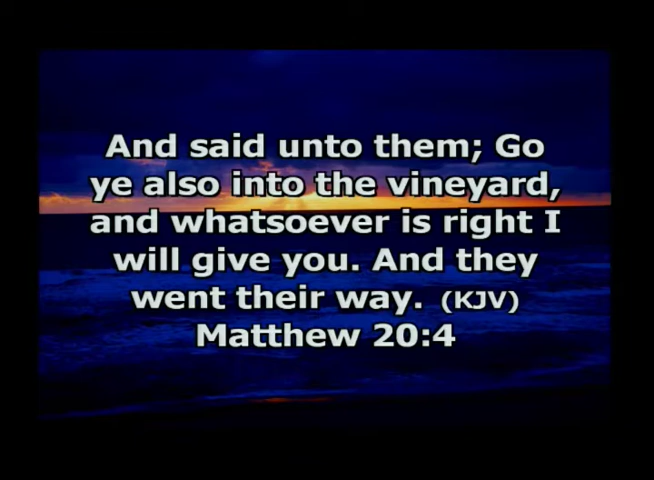 And said unto them; Go
ye also into the vineyard,
and whatsoever is right I
will give you. And they
went their way. (KJV)
Matthew 20:4